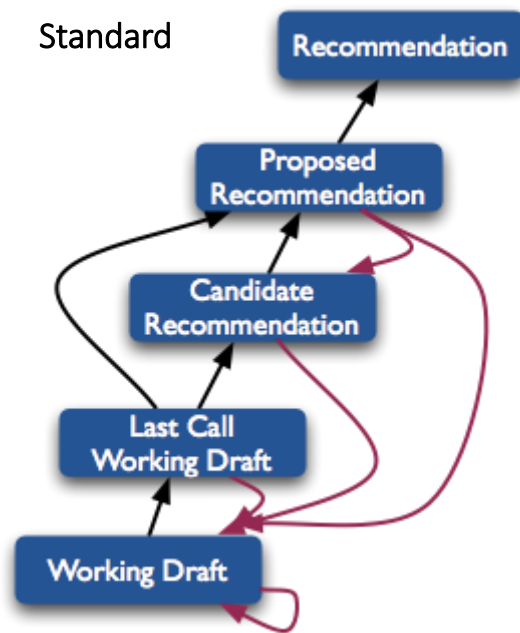 Standard
Recommendation
Proposed
Recommendation
Candidate
Recommendation
Last Call
Working Draft
Working Draft